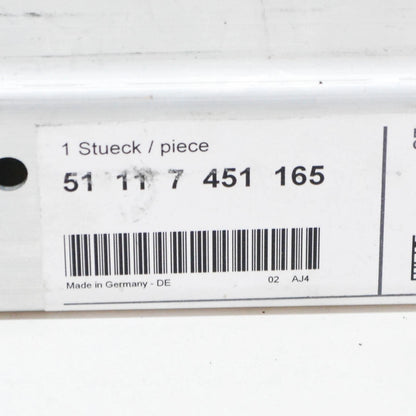 1 Stueck / piece
51 11 7 451 165
Made in Germany - DE 02 AJ4